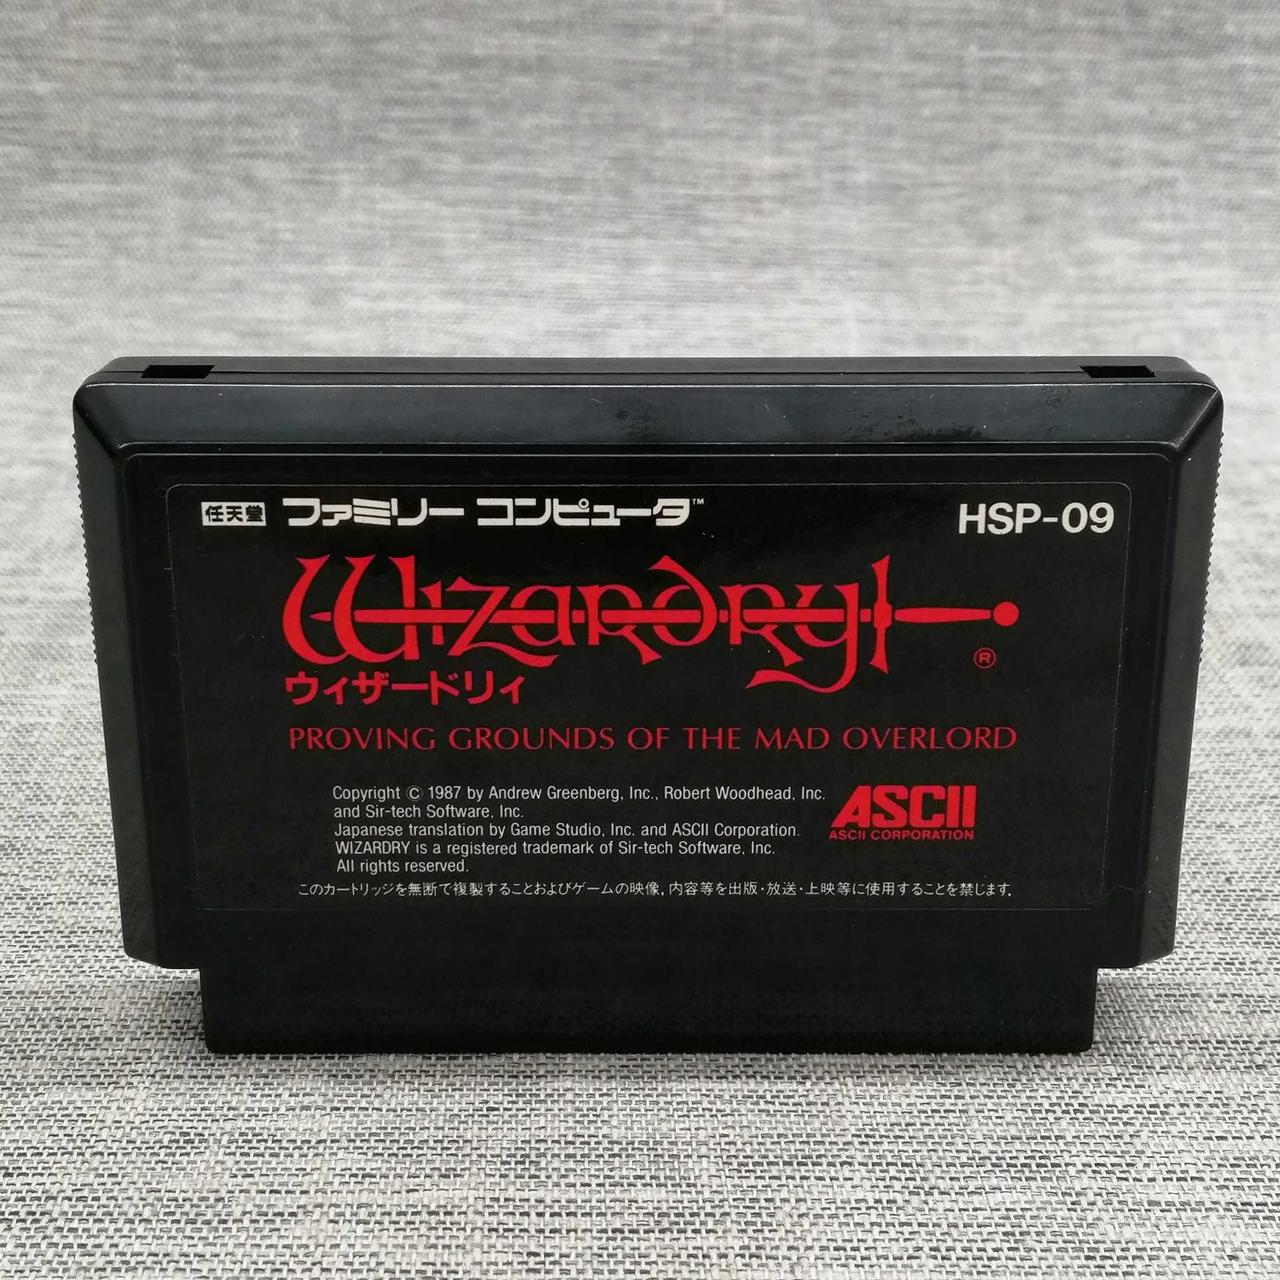 任天堂 ファミリー コンピュータ™ HSP-09
Wizardry
®
ウィザードリィ
PROVING GROUNDS OF THE MAD OVERLORD
Copyright © 1987 by Andrew Greenberg, Inc., Robert Woodhead, Inc.
and Sir-tech Software, Inc.
Japanese translation by Game Studio, Inc. and ASCII Corporation.
WIZARDRY is a registered trademark of Sir-tech Software, Inc.
All rights reserved.
ASCII
ASCII CORPORATION
このカートリッジを無断で複製することおよびゲームの映像，内容等を出版・放送・上映等に使用することを禁じます。